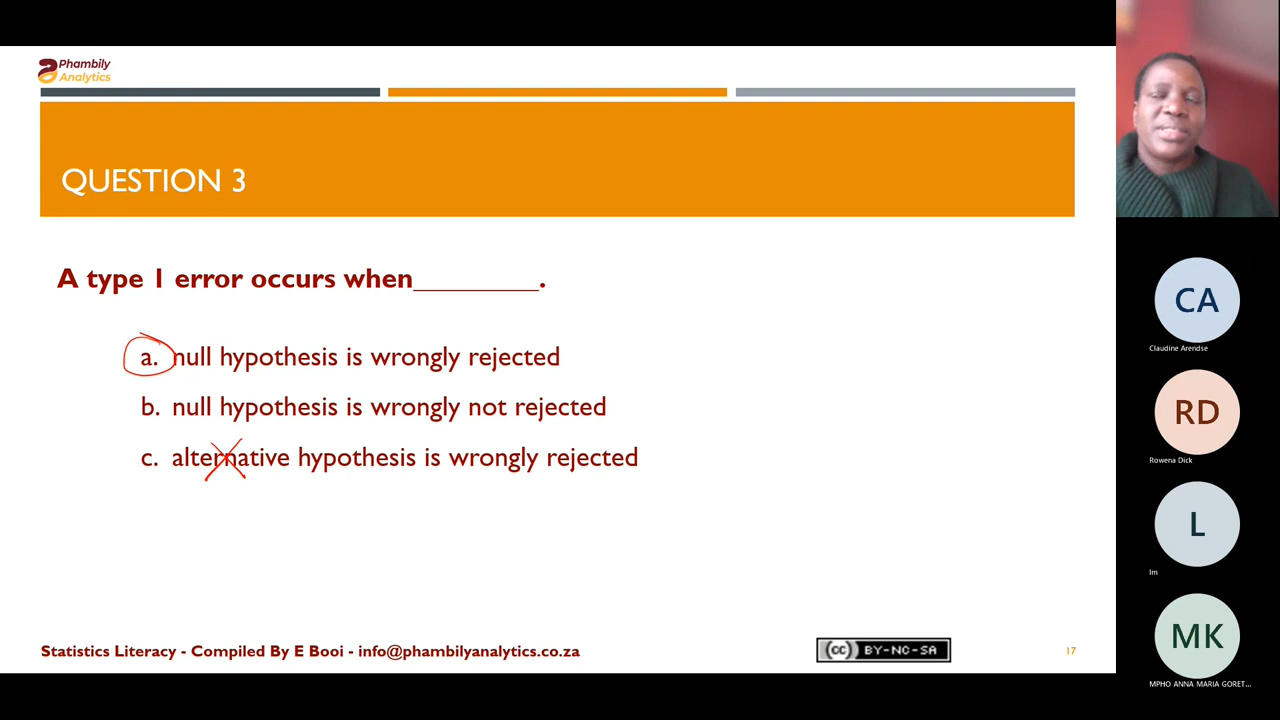 Phambily
Analytics
QUESTION 3
A type 1 error occurs when_________.
a. null hypothesis is wrongly rejected
b. null hypothesis is wrongly not rejected
c. alternative hypothesis is wrongly rejected
Statistics Literacy - Compiled By E Booi - info@phambilyanalytics.co.za
cc BY-NC-SA
17
CA
Claudine Arendse
RD
Rowena Dick
L
lm
MK
MPHO ANNA MARIA GORET...